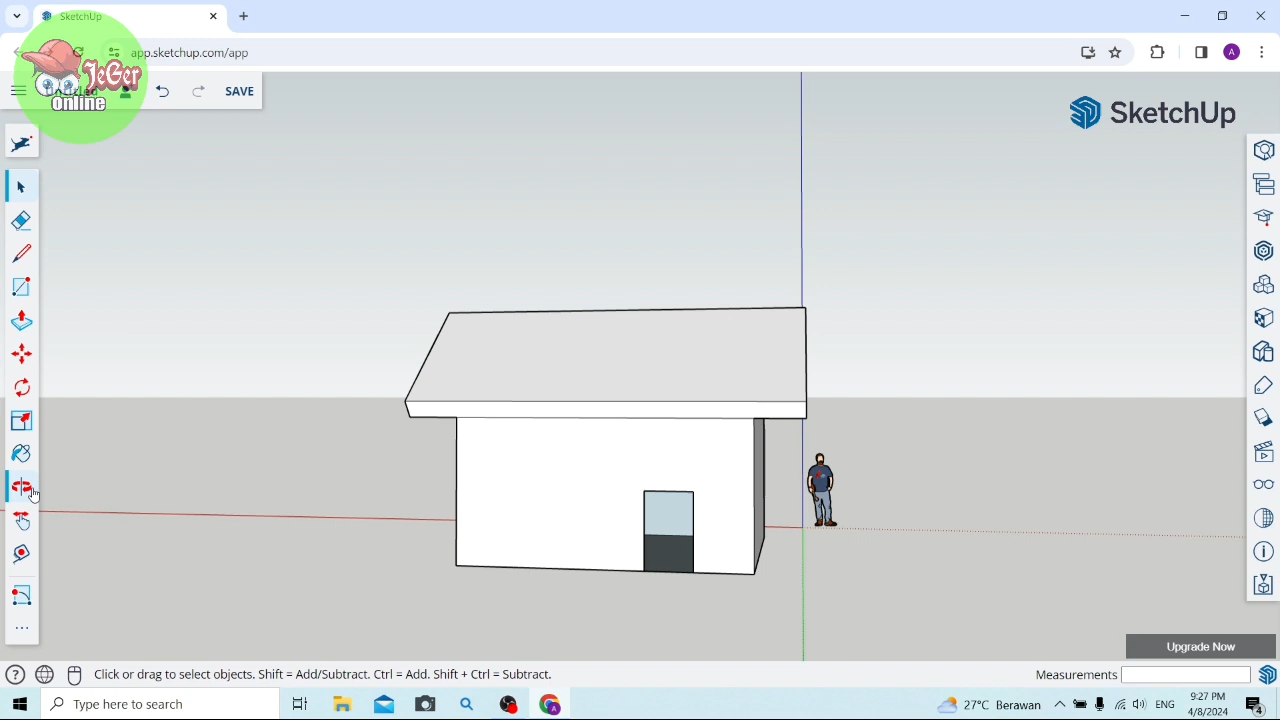 SketchUp
app.sketchup.com/app
A
JeGer
online
SAVE
SketchUp
Upgrade Now
Click or drag to select objects. Shift = Add/Subtract. Ctrl = Add. Shift + Ctrl = Subtract.
Measurements
Type here to search
27°C Berawan
ENG
9:27 PM
4/8/2024
4